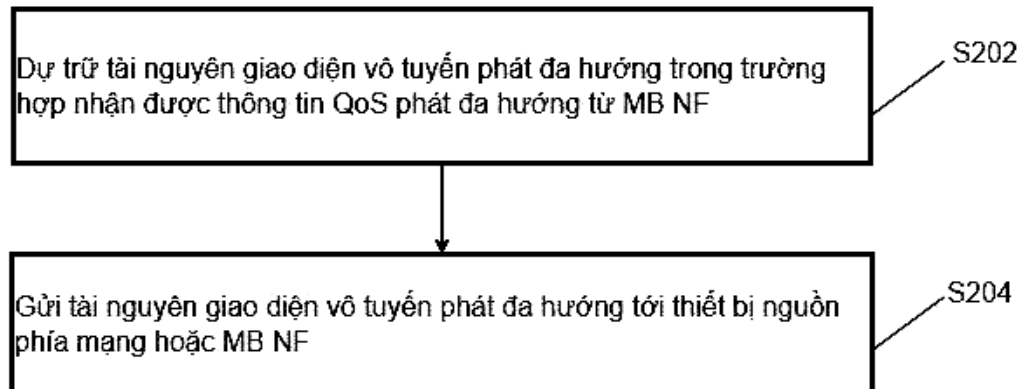 Dự trữ tài nguyên giao diện vô tuyến phát đa hướng trong trường
hợp nhận được thông tin QoS phát đa hướng từ MB NF
S202
Gửi tài nguyên giao diện vô tuyến phát đa hướng tới thiết bị nguồn
phía mạng hoặc MB NF
S204